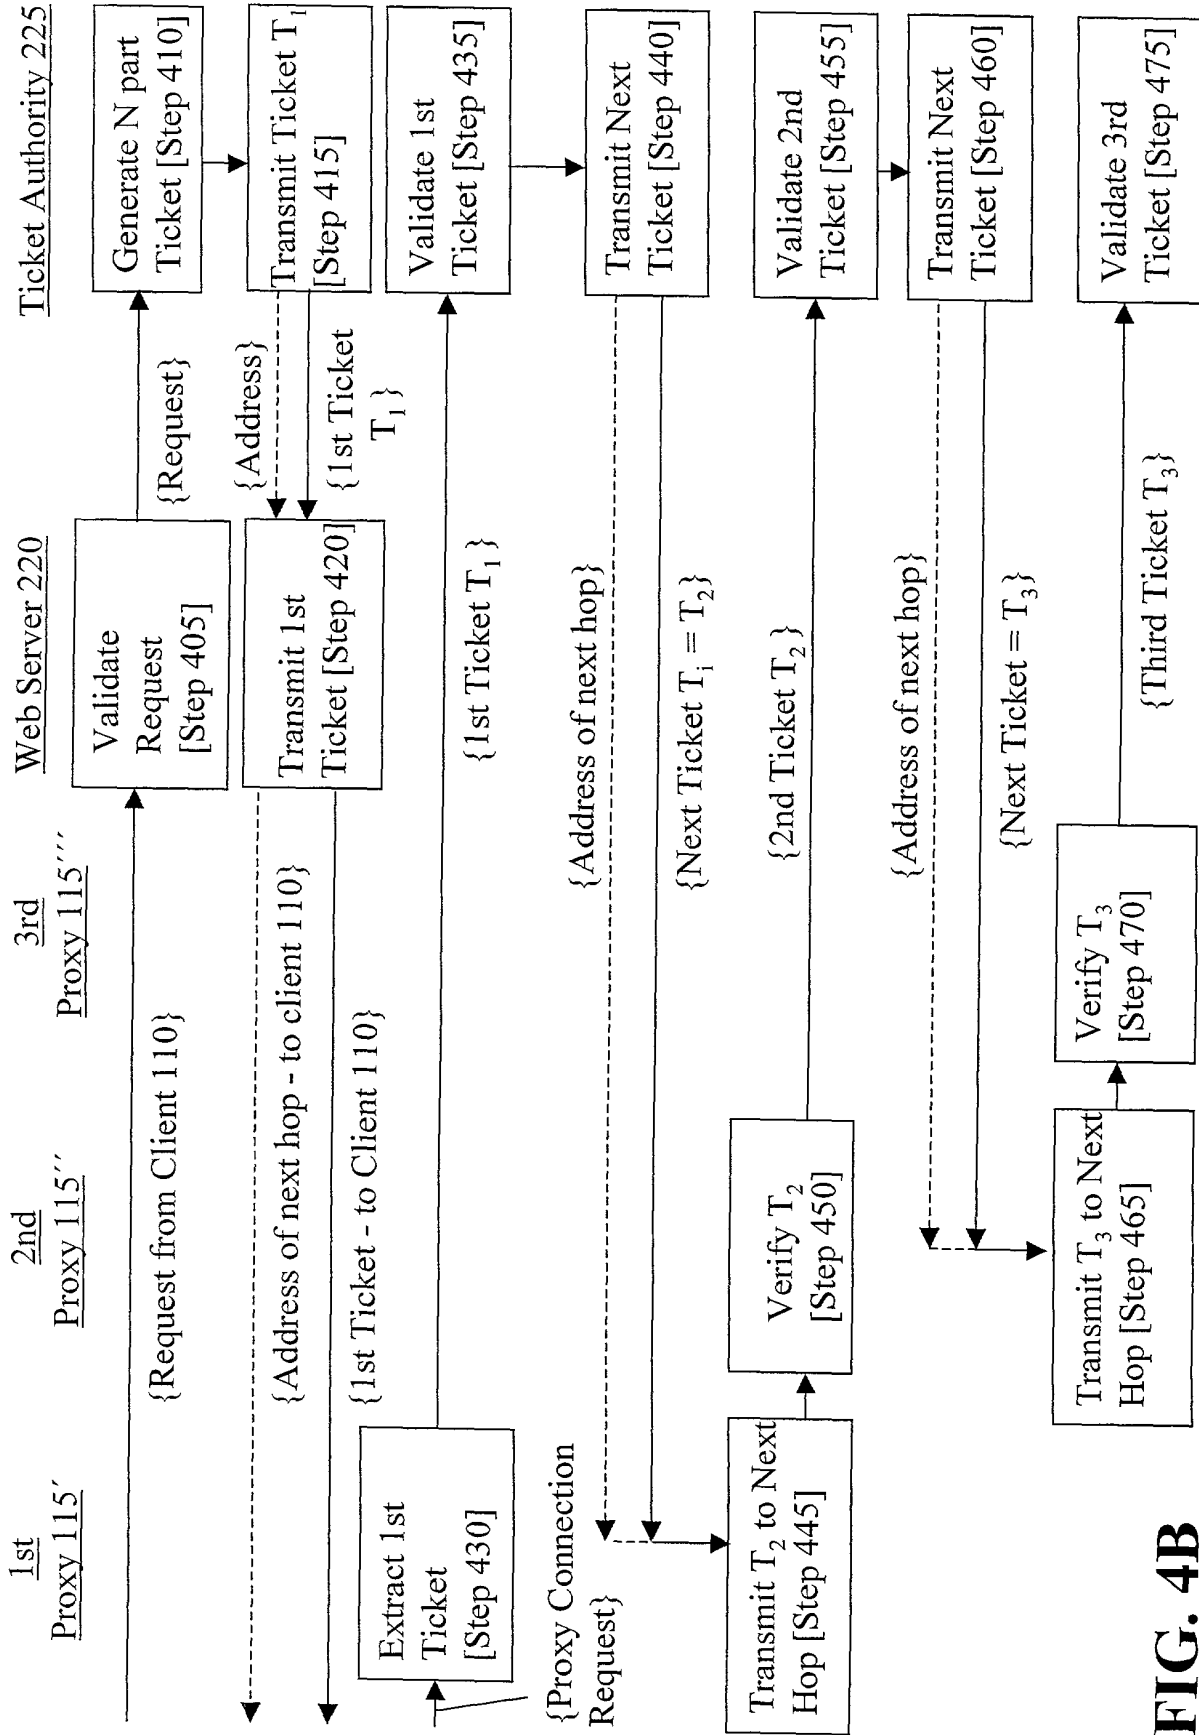 1st
Proxy 115′
2nd
Proxy 115′′
3rd
Proxy 115′′′′
Web Server 220
Ticket Authority 225
{Request from Client 110}
Validate
Request
[Step 405]
{Request}
Generate N part
Ticket [Step 410]
Transmit Ticket T₁
[Step 415]
{Address}
{1st Ticket
T₁}
Transmit 1st
Ticket [Step 420]
{Address of next hop - to client 110}
{1st Ticket - to Client 110}
{Proxy Connection
Request}
Extract 1st
Ticket
[Step 430]
{1st Ticket T₁}
Validate 1st
Ticket [Step 435]
Transmit Next
Ticket [Step 440]
{Address of next hop}
{Next Ticket Tᵢ = T₂}
Transmit T₂ to Next
Hop [Step 445]
Verify T₂
[Step 450]
{2nd Ticket T₂}
Validate 2nd
Ticket [Step 455]
Transmit Next
Ticket [Step 460]
{Address of next hop}
{Next Ticket = T₃}
Transmit T₃ to Next
Hop [Step 465]
Verify T₃
[Step 470]
{Third Ticket T₃}
Validate 3rd
Ticket [Step 475]
FIG. 4B